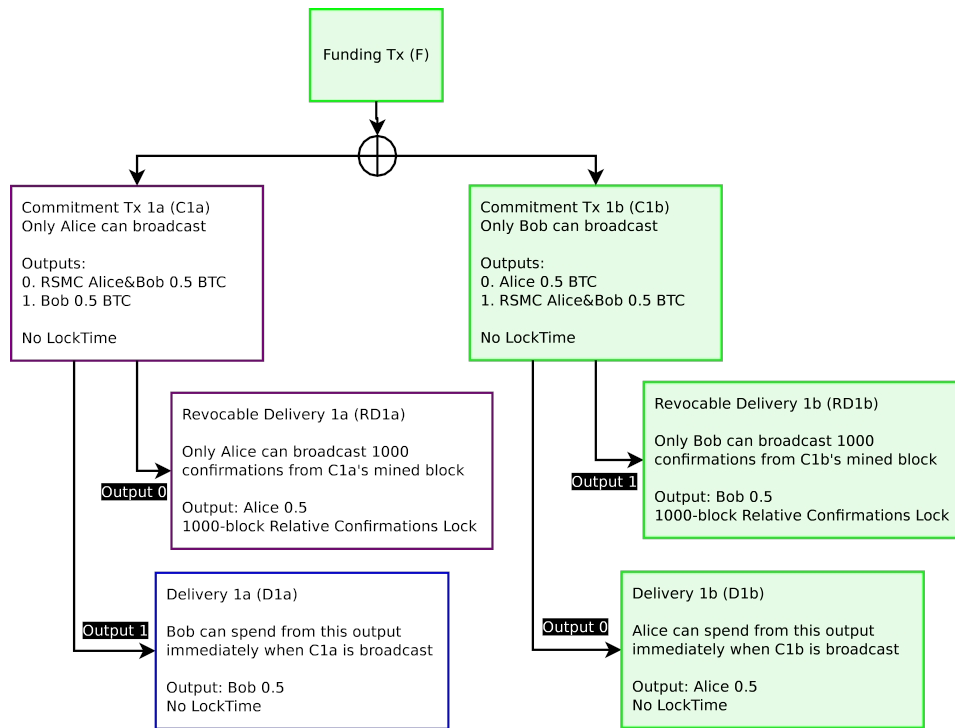 Funding Tx (F)
Commitment Tx 1a (C1a)
Only Alice can broadcast
Outputs:
0. RSMC Alice&Bob 0.5 BTC
1. Bob 0.5 BTC
No LockTime
Commitment Tx 1b (C1b)
Only Bob can broadcast
Outputs:
0. Alice 0.5 BTC
1. RSMC Alice&Bob 0.5 BTC
No LockTime
Revocable Delivery 1a (RD1a)
Only Alice can broadcast 1000
confirmations from C1a's mined block
Output: Alice 0.5
1000-block Relative Confirmations Lock
Output 0
Revocable Delivery 1b (RD1b)
Only Bob can broadcast 1000
confirmations from C1b's mined block
Output: Bob 0.5
1000-block Relative Confirmations Lock
Output 1
Delivery 1a (D1a)
Bob can spend from this output
immediately when C1a is broadcast
Output: Bob 0.5
No LockTime
Output 1
Delivery 1b (D1b)
Alice can spend from this output
immediately when C1b is broadcast
Output: Alice 0.5
No LockTime
Output 0